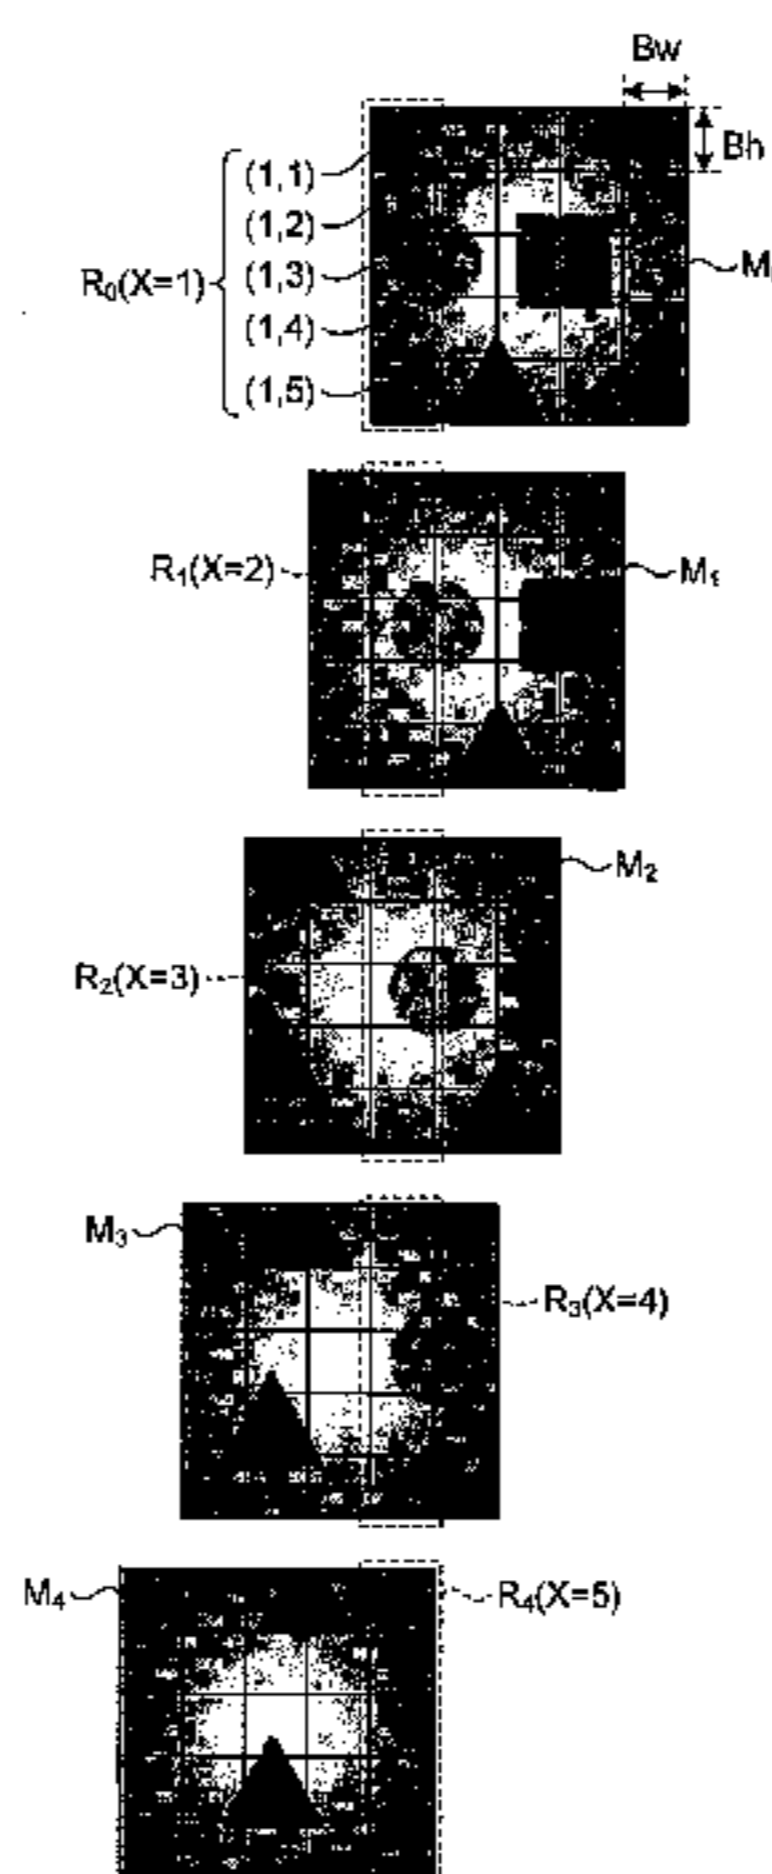 Bw
Bh
(1,1)
(1,2)
R₀(X=1)
(1,3)
(1,4)
(1,5)
R₁(X=2)
M₁
M₂
R₂(X=3)
M₃
R₃(X=4)
M₄
R₄(X=5)